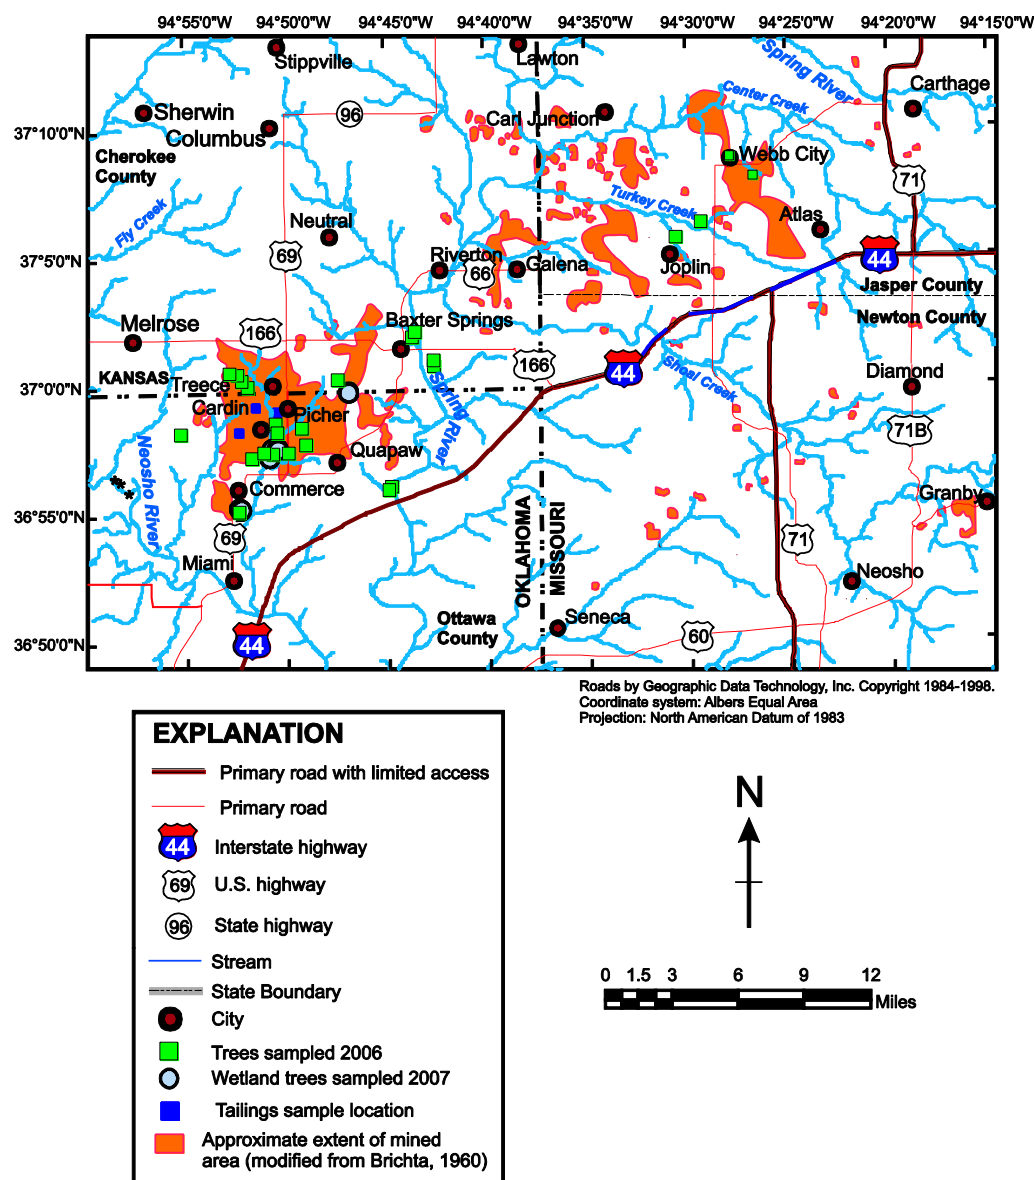 94°55'0"W 94°50'0"W 94°45'0"W 94°40'0"W 94°34'0"W 94°30'0"W 94°25'0"W 94°20'0"W 94°15'0"W
Stippville
Lawton
Spring River
Carthage
Center Creek
Sherwin
96
Carl Junction
Columbus
37°10'0"N
Cherokee
County
Webb City
71
Turkey Creek
Fly Creek
Neutral
Atlas
69
Riverton
66
Galena
Joplin
44
37°5'0"N
Jasper County
Newton County
Melrose
166
Baxter Springs
166
44
Shoal Creek
Diamond
KANSAS
Treece
37°0'0"N
Cardin
Picher
Spring River
71B
Neosho River
Quapaw
Commerce
Granby
36°55'0"N
69
OKLAHOMA
MISSOURI
71
Miami
Neosho
Ottawa
County
Seneca
60
36°50'0"N
44
Roads by Geographic Data Technology, Inc. Copyright 1984-1998.
Coordinate system: Albers Equal Area
Projection: North American Datum of 1983
EXPLANATION
Primary road with limited access
Primary road
44 Interstate highway
69 U.S. highway
96 State highway
Stream
State Boundary
City
Trees sampled 2006
Wetland trees sampled 2007
Tailings sample location
Approximate extent of mined
area (modified from Brichta, 1960)
N
0 1.5 3 6 9 12
Miles